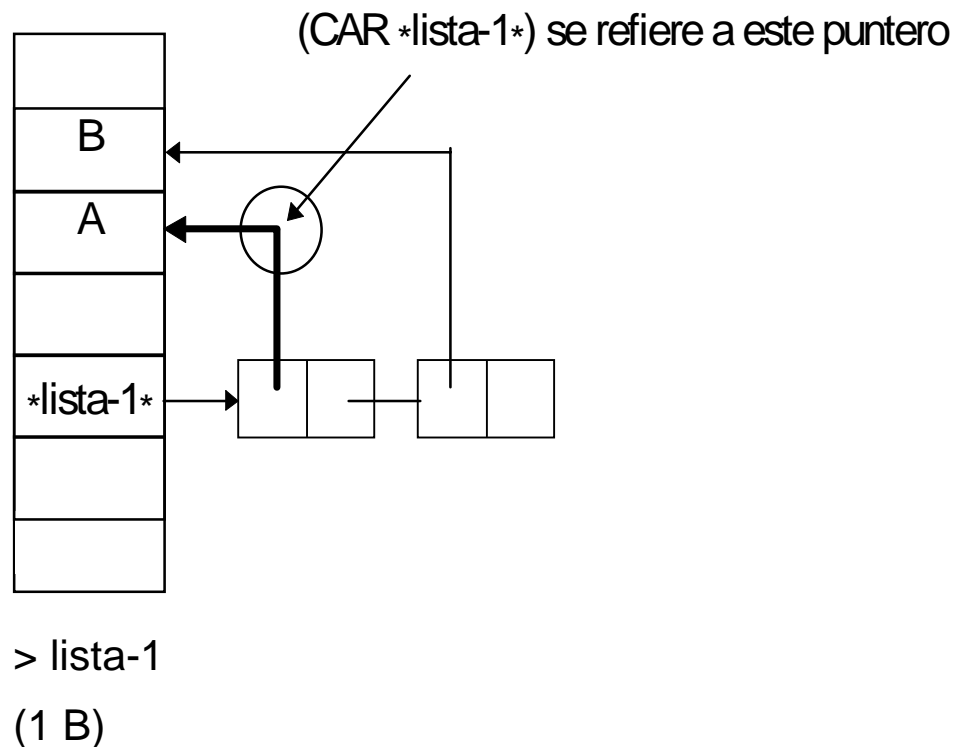 (CAR *lista-1*) se refiere a este puntero
B
A
*lista-1*
> lista-1
(1 B)